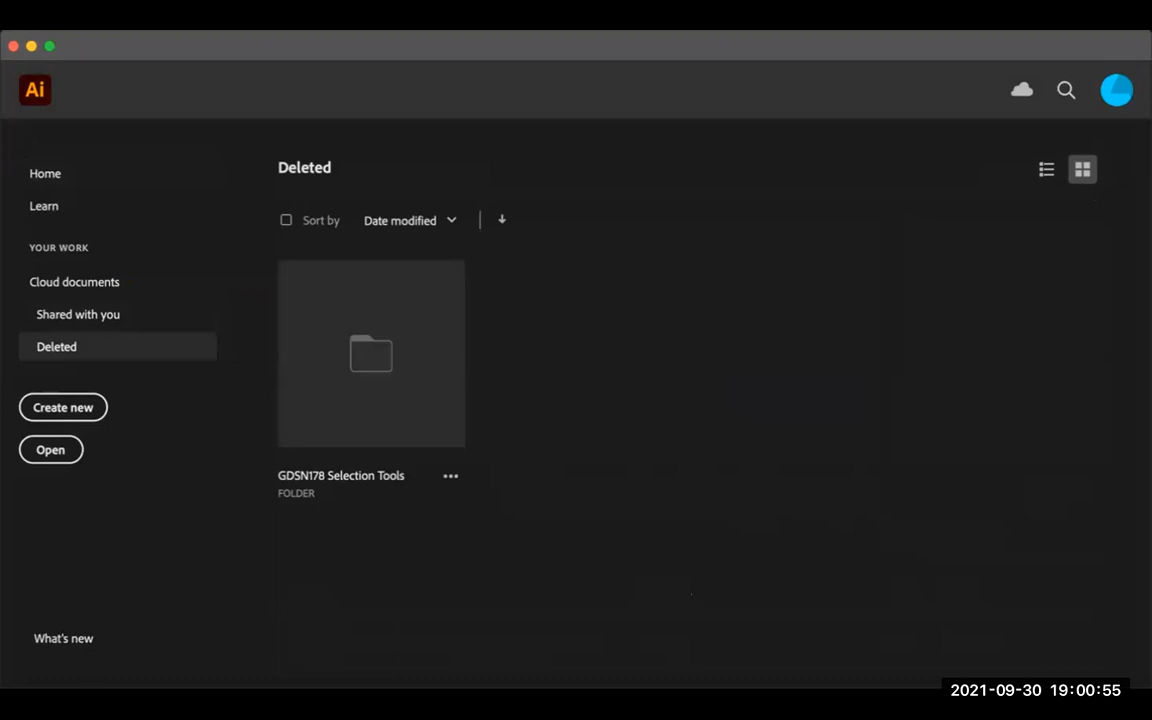 Ai
Home
Learn
YOUR WORK
Cloud documents
Shared with you
Deleted
Create new
Open
What's new
Deleted
Sort by Date modified
GDSN178 Selection Tools
FOLDER
2021-09-30 19:00:55